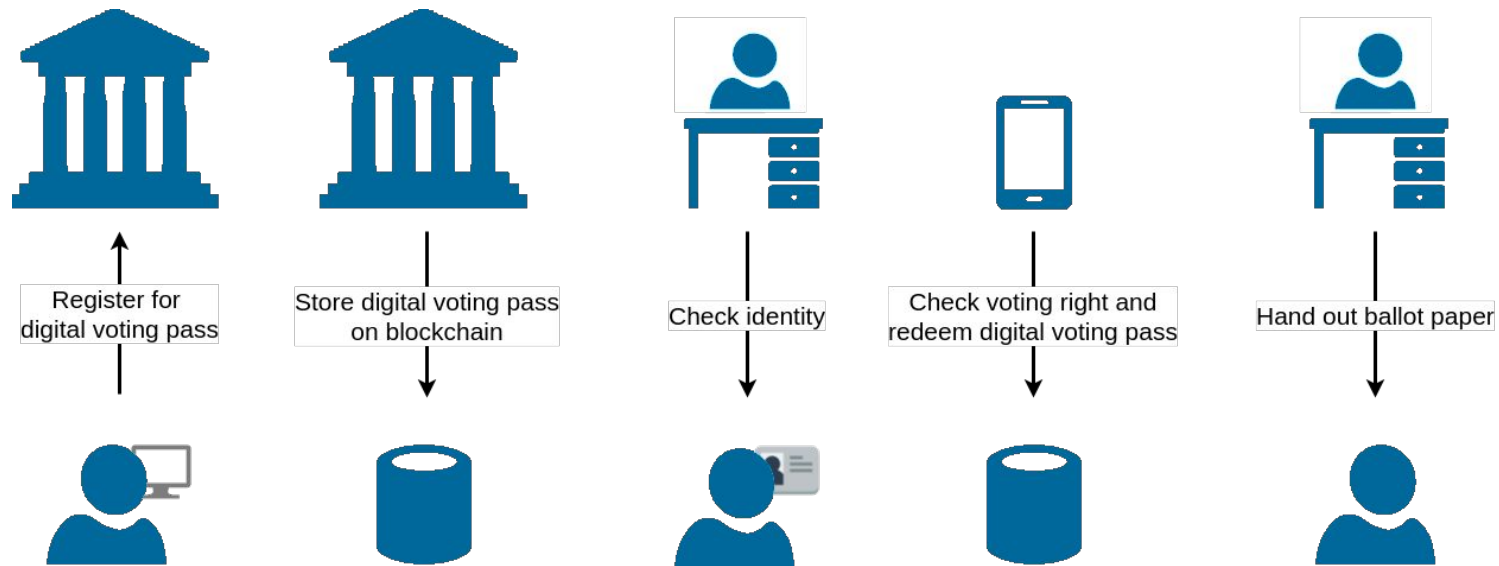 Register for
digital voting pass
Store digital voting pass
on blockchain
Check identity
Check voting right and
redeem digital voting pass
Hand out ballot paper